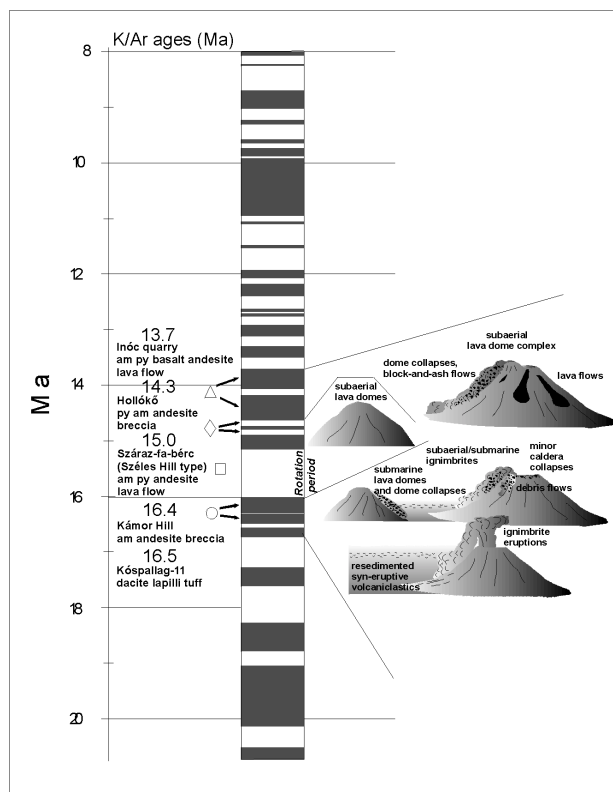 K/Ar ages (Ma)
8
10
12
14
16
18
20
Ma
13.7
Inóc quarry
am py basalt andesite
lava flow
14.3
Hollókő
py am andesite
breccia
15.0
Száraz-fa-bérc
(Széles Hill type)
am py andesite
lava flow
16.4
Kámor Hill
am andesite breccia
16.5
Kóspallag-11
dacite lapilli tuff
Rotation
period
subaerial
lava dome complex
dome collapses,
block-and-ash flows
lava flows
subaerial
lava domes
subaerial/submarine
ignimbrites
minor
caldera
collapses
submarine
lava domes
and dome collapses
debris flows
ignimbrite
eruptions
resedimented
syn-eruptive
volcaniclastics